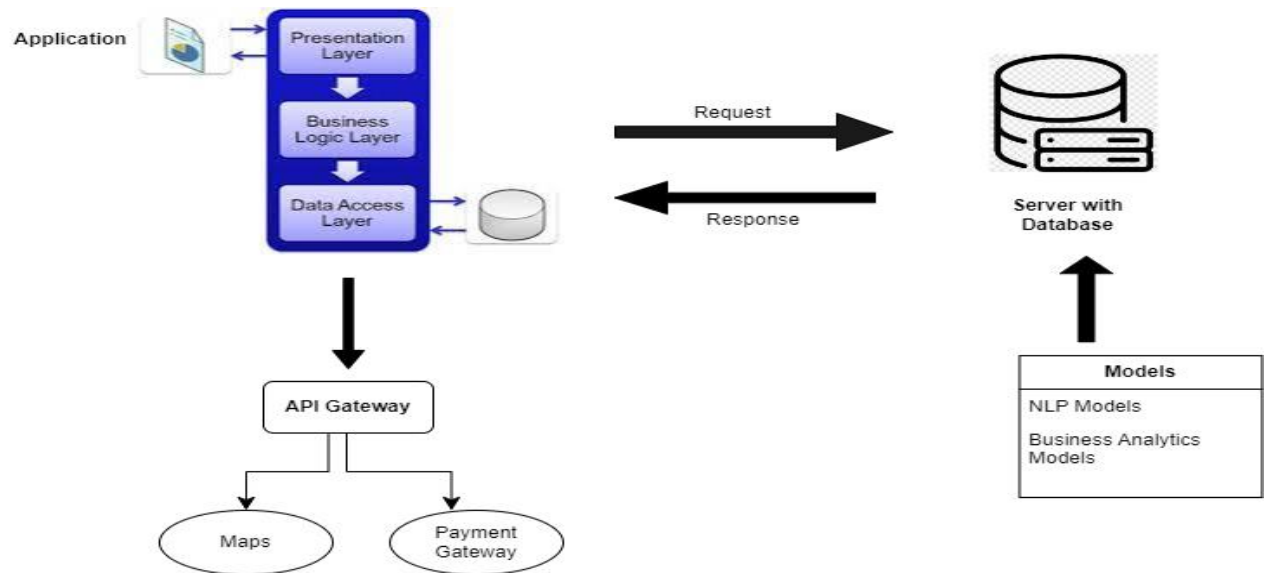 Application
Presentation
Layer
Business
Logic Layer
Data Access
Layer
Request
Response
Server with
Database
API Gateway
Maps
Payment
Gateway
Models
NLP Models
Business Analytics
Models